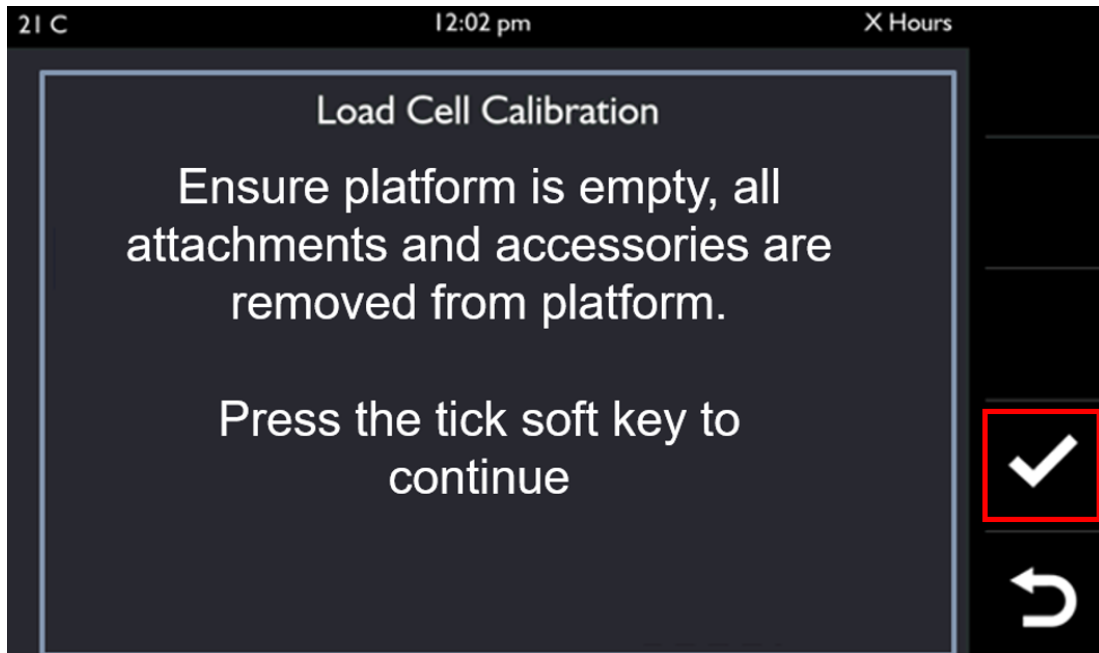 21 C 12:02 pm X Hours
Load Cell Calibration
Ensure platform is empty, all
attachments and accessories are
removed from platform.
Press the tick soft key to
continue